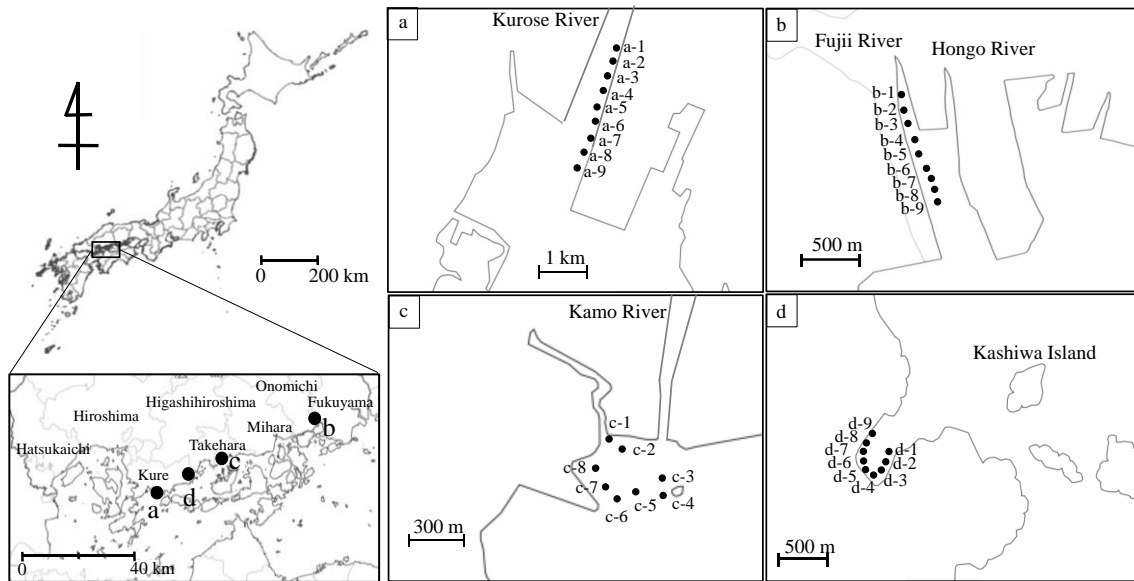 0
200 km
Onomichi
Hiroshima
Higashihiroshima
Fukuyama
Mihara
b
Hatsukaichi
Takehara
c
Kure
d
a
0
40 km
a
Kurose River
a-1
a-2
a-3
a-4
a-5
a-6
a-7
a-8
a-9
1 km
b
Fujii River
Hongo River
b-1
b-2
b-3
b-4
b-5
b-6
b-7
b-8
b-9
500 m
c
Kamo River
c-1
c-2
c-8
c-3
c-7
c-5
c-4
c-6
300 m
d
Kashiwa Island
d-9
d-8
d-7
d-1
d-6
d-2
d-5
d-3
d-4
500 m